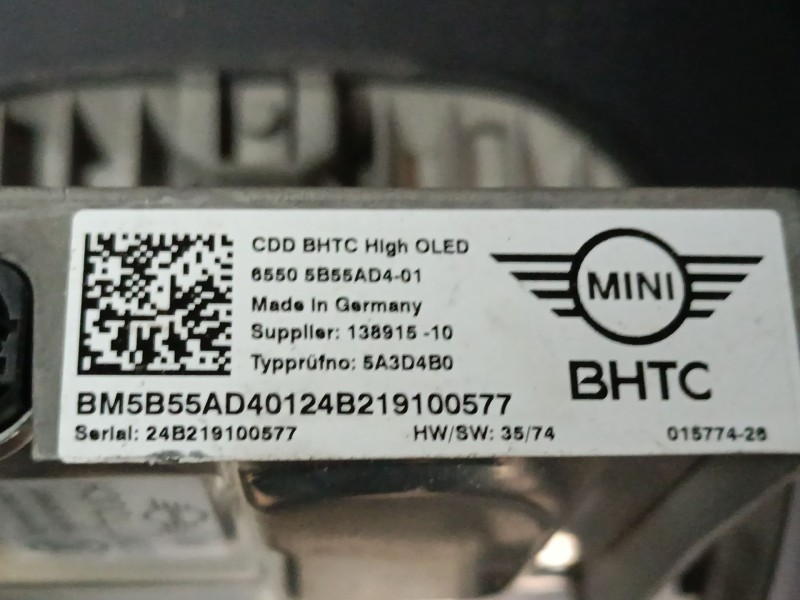 CDD BHTC High OLED
6550 5B55AD4-01
Made in Germany
Supplier: 138915 -10
Typprüfno: 5A3D4B0
MINI
BHTC
BM5B55AD40124B219100577
Serial: 24B219100577
HW/SW: 35/74
015774-26